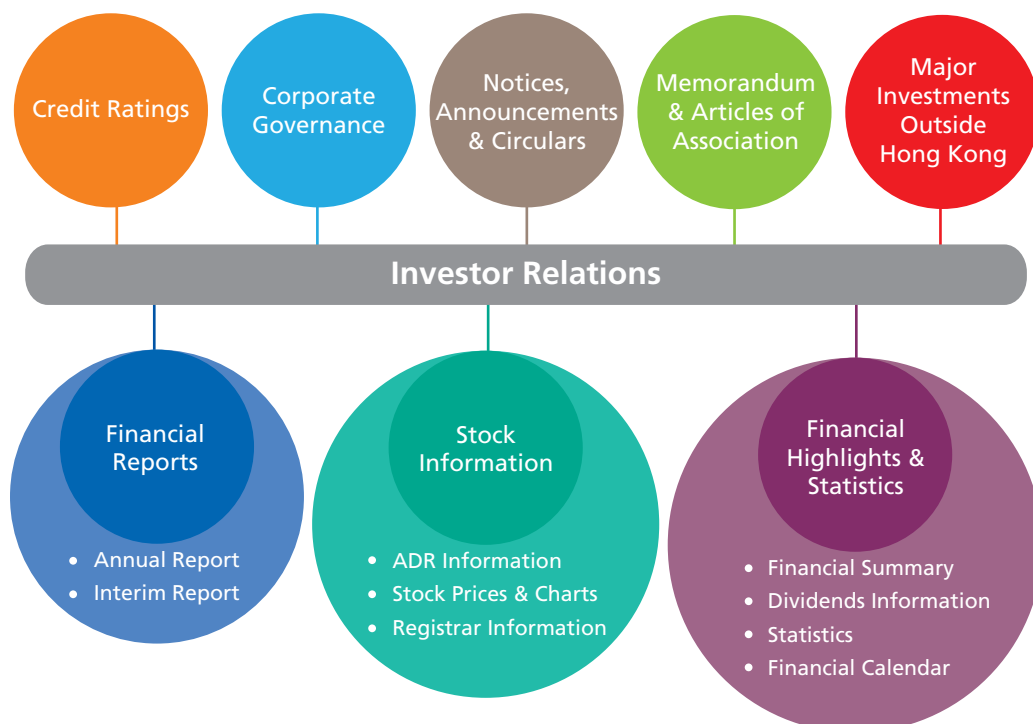 Credit Ratings
Corporate
Governance
Notices,
Announcements
& Circulars
Memorandum
& Articles of
Association
Major
Investments
Outside
Hong Kong
Investor Relations
Financial
Reports
• Annual Report
• Interim Report
Stock
Information
• ADR Information
• Stock Prices & Charts
• Registrar Information
Financial
Highlights &
Statistics
• Financial Summary
• Dividends Information
• Statistics
• Financial Calendar